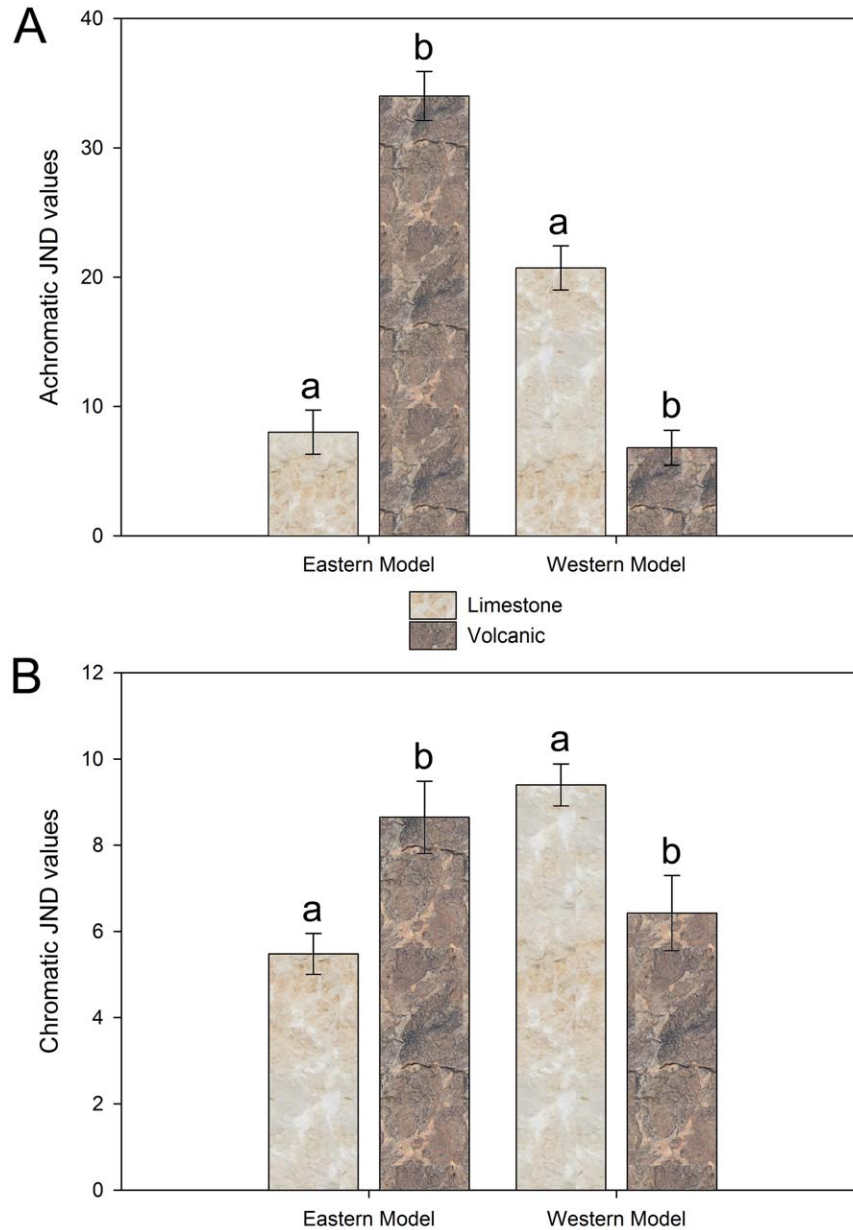 A
40
30
20
10
0
Achromatic JND values
a
b
a
b
Eastern Model
Western Model
Limestone
Volcanic
B
12
10
8
6
4
2
0
Chromatic JND values
a
b
a
b
Eastern Model
Western Model